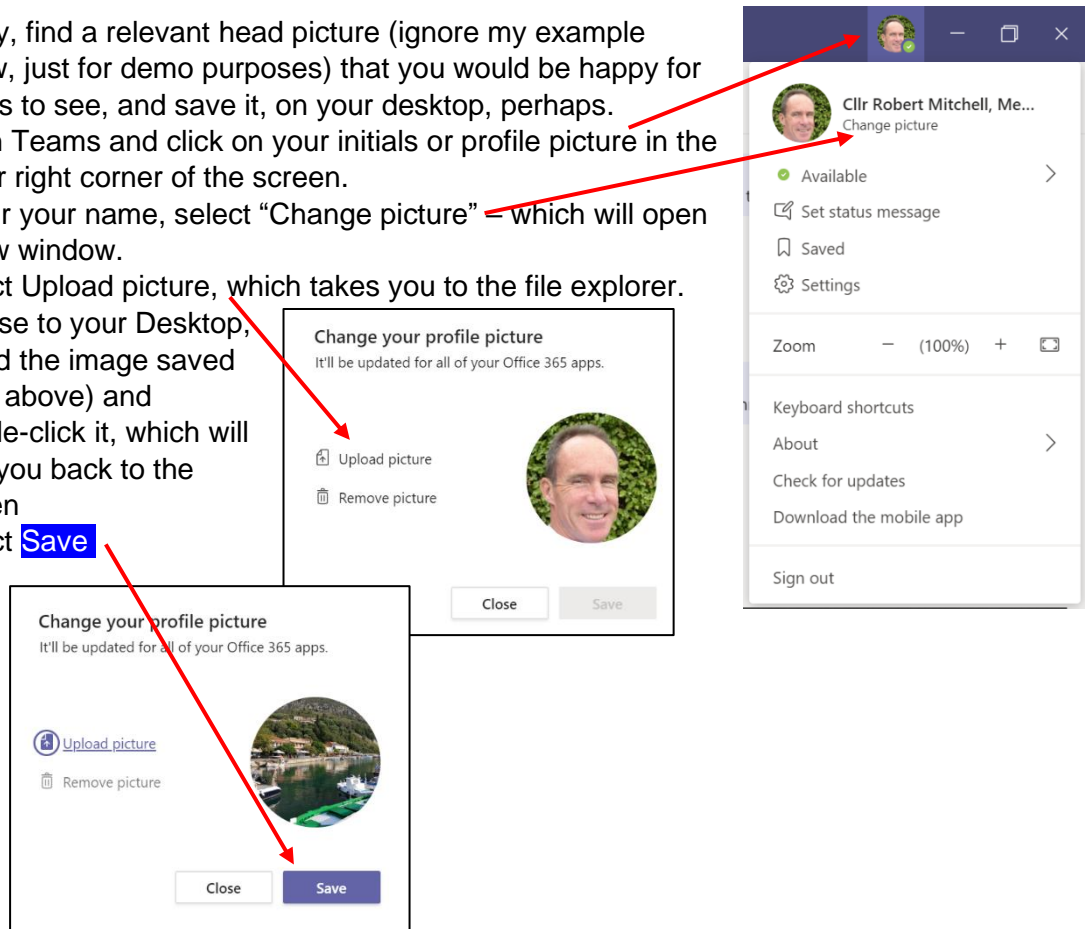 y, find a relevant head picture (ignore my example
w, just for demo purposes) that you would be happy for
s to see, and save it, on your desktop, perhaps.
n Teams and click on your initials or profile picture in the
r right corner of the screen.
r your name, select “Change picture” – which will open
w window.
ct Upload picture, which takes you to the file explorer.
se to your Desktop,
d the image saved
above) and
le-click it, which will
you back to the
en
ct Save
Cllr Robert Mitchell, Me...
Change picture
Available
Set status message
Saved
Settings
Zoom − (100%) +
Keyboard shortcuts
About
Check for updates
Download the mobile app
Sign out
Change your profile picture
It'll be updated for all of your Office 365 apps.
Upload picture
Remove picture
Close Save
Change your profile picture
It'll be updated for all of your Office 365 apps.
Upload picture
Remove picture
Close Save